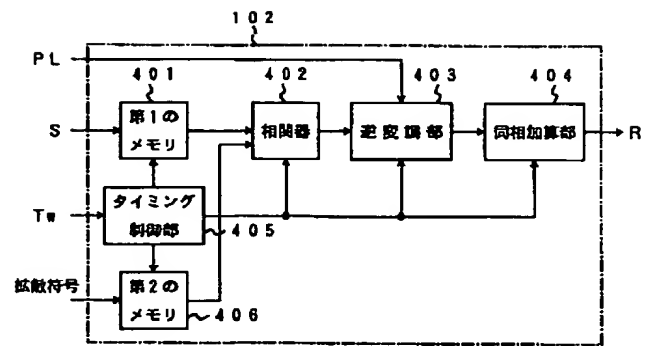 102
PL
401
402
403
404
S
第1の
メモリ
相関器
逆変調部
同相加算部
R
Tw
タイミング
制御部
405
拡散符号
第2の
メモリ
406